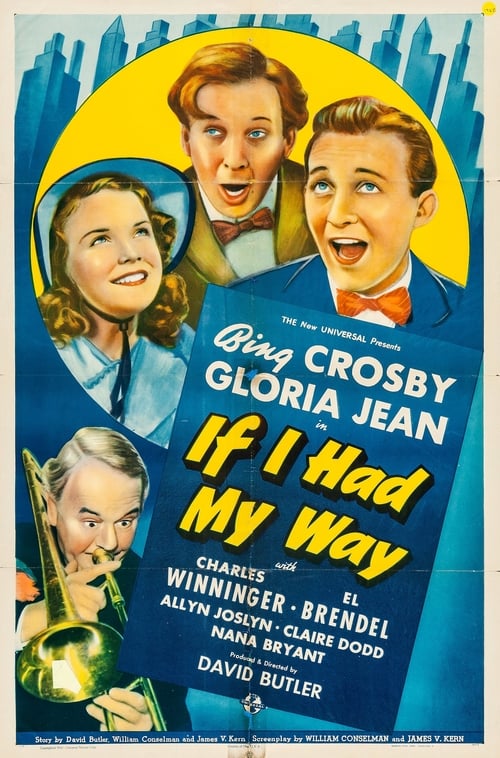 THE New UNIVERSAL Presents
Bing CROSBY
GLORIA JEAN
in
If I Had
My Way
with
CHARLES WINNINGER · EL BRENDEL
ALLYN JOSLYN · CLAIRE DODD
NANA BRYANT
Produced & Directed by
DAVID BUTLER
Story by David Butler, William Conselman and James V. Kern Screenplay by WILLIAM CONSELMAN and JAMES V. KERN